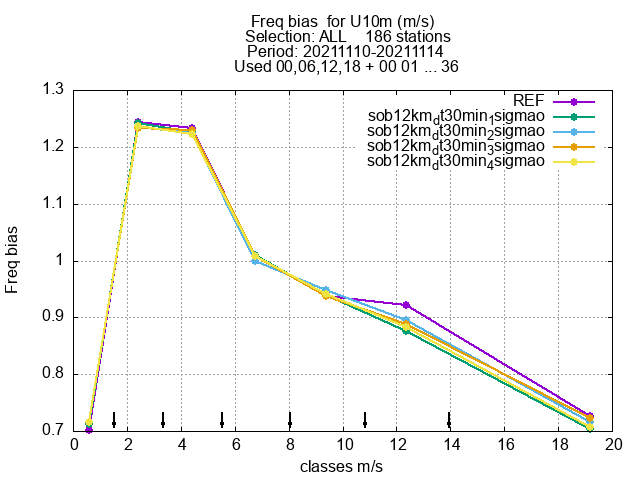 Freq bias  for U10m (m/s)
Selection: ALL    186 stations
Period: 20211110-20211114
Used 00,06,12,18 + 00 01 ... 36
REF
sob12km_dt30min_1sigmao
sob12km_dt30min_2sigmao
sob12km_dt30min_3sigmao
sob12km_dt30min_4sigmao
1.3
1.2
1.1
1
0.9
0.8
0.7
Freq bias
0 2 4 6 8 10 12 14 16 18 20
classes m/s